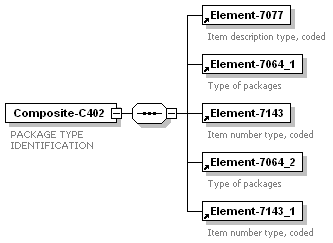 Element-7077
Item description type, coded
Element-7064_1
Type of packages
Composite-C402
PACKAGE TYPE
IDENTIFICATION
Element-7143
Item number type, coded
Element-7064_2
Type of packages
Element-7143_1
Item number type, coded